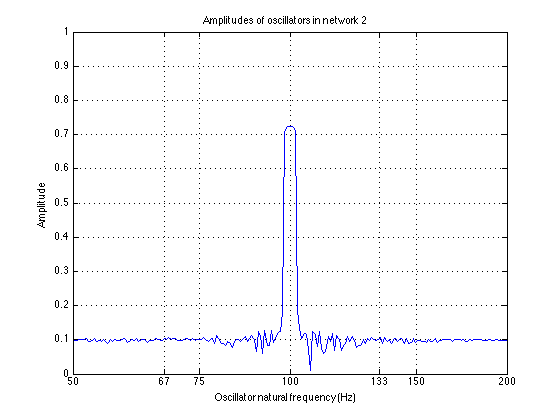 Amplitudes of oscillators in network 2
1
0.9
0.8
0.7
0.6
0.5
0.4
0.3
0.2
0.1
0
Amplitude
50 67 75 100 133 150 200
Oscillator natural frequency (Hz)